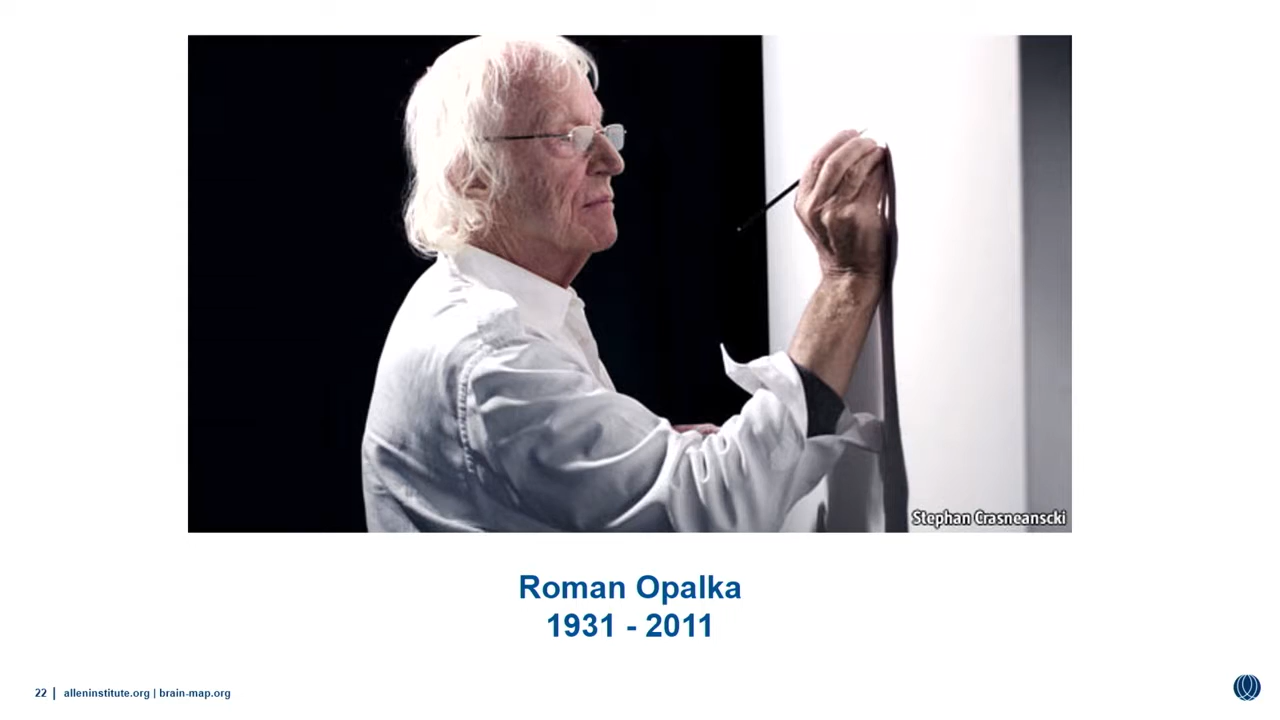 Stephan Crasneanscki
Roman Opalka
1931 - 2011
22 | alleninstitute.org | brain-map.org